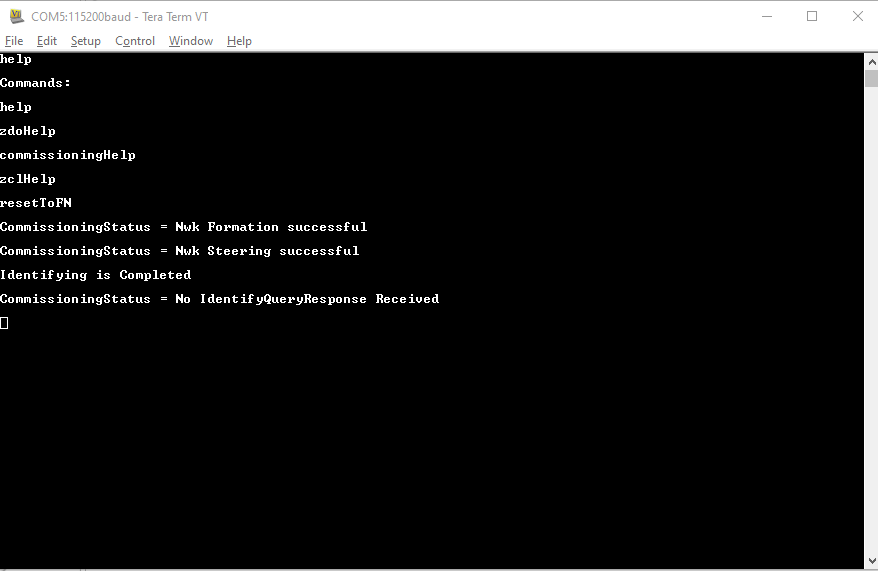 COM5:115200baud - Tera Term VT
File Edit Setup Control Window Help
help
Commands:
help
zdoHelp
commissioningHelp
zclHelp
resetToFN
CommissioningStatus = Nwk Formation successful
CommissioningStatus = Nwk Steering successful
Identifying is Completed
CommissioningStatus = No IdentifyQueryResponse Received